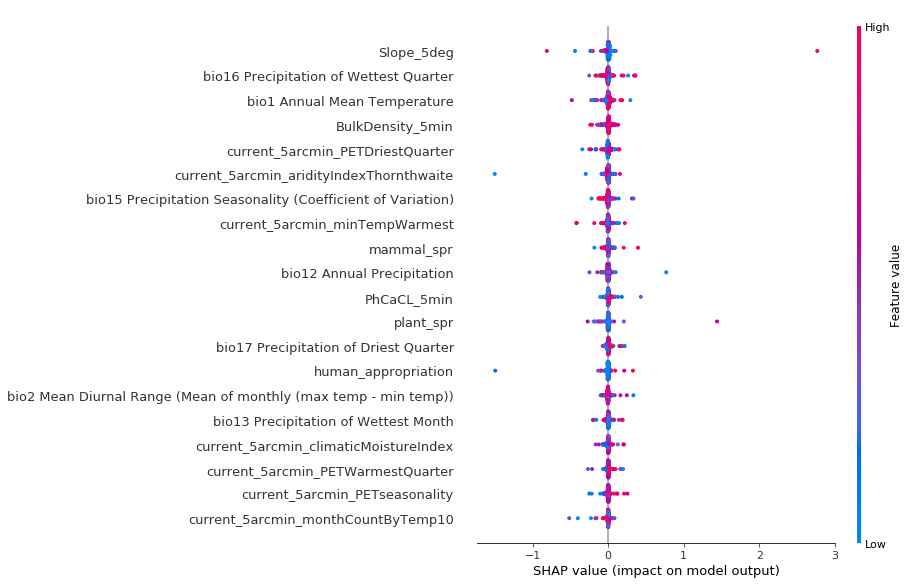 High
Slope_5deg
bio16 Precipitation of Wettest Quarter
bio1 Annual Mean Temperature
BulkDensity_5min
current_5arcmin_PETDriestQuarter
current_5arcmin_aridityIndexThornthwaite
bio15 Precipitation Seasonality (Coefficient of Variation)
current_5arcmin_minTempWarmest
mammal_spr
bio12 Annual Precipitation
PhCaCL_5min
plant_spr
bio17 Precipitation of Driest Quarter
human_appropriation
bio2 Mean Diurnal Range (Mean of monthly (max temp - min temp))
bio13 Precipitation of Wettest Month
current_5arcmin_climaticMoistureIndex
current_5arcmin_PETWarmestQuarter
current_5arcmin_PETseasonality
current_5arcmin_monthCountByTemp10
Feature value
Low
−1 0 1 2 3
SHAP value (impact on model output)